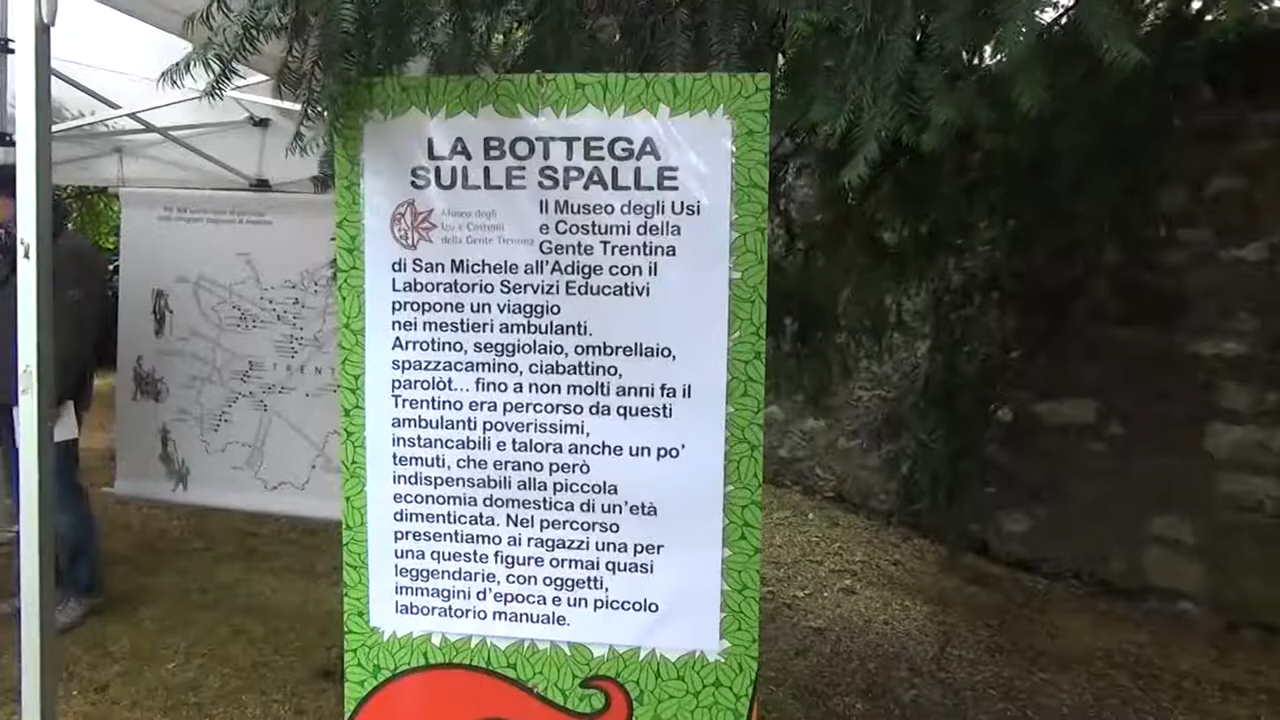 LA BOTTEGA
SULLE SPALLE
Museo degli
Usi e Costumi
della Gente Trentina
Il Museo degli Usi
e Costumi della
Gente Trentina
di San Michele all'Adige con il
Laboratorio Servizi Educativi
propone un viaggio
nei mestieri ambulanti.
Arrotino, seggiolaio, ombrellaio,
spazzacamino, ciabattino,
parolòt... fino a non molti anni fa il
Trentino era percorso da questi
ambulanti poverissimi,
instancabili e talora anche un po'
temuti, che erano però
indispensabili alla piccola
economia domestica di un'età
dimenticata. Nel percorso
presentiamo ai ragazzi una per
una queste figure ormai quasi
leggendarie, con oggetti,
immagini d'epoca e un piccolo
laboratorio manuale.
TRENT